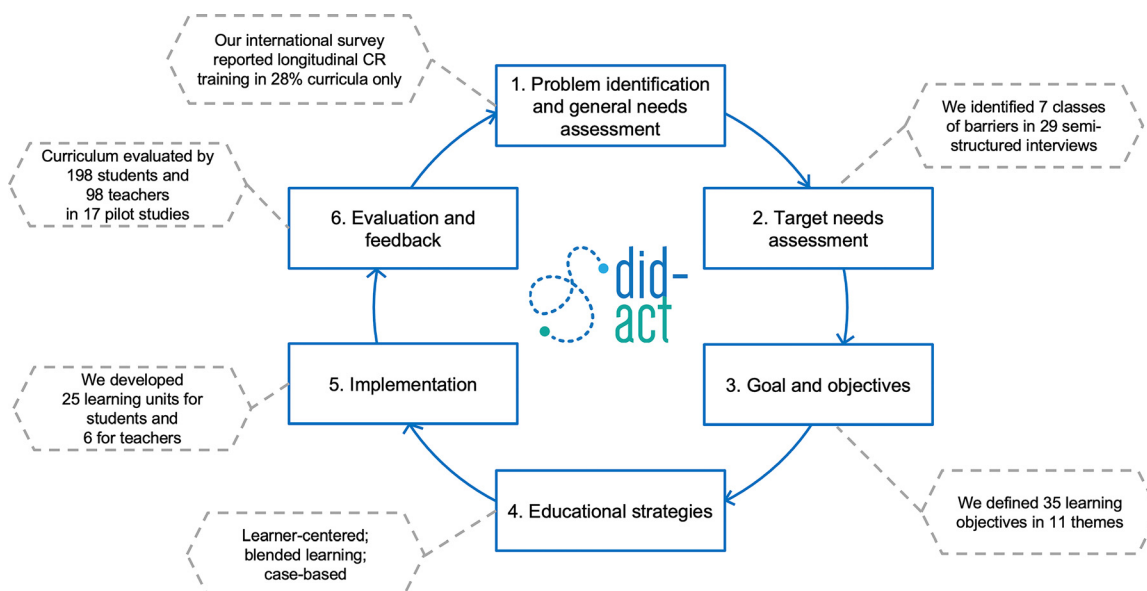 Our international survey
reported longitudinal CR
training in 28% curricula only
1. Problem identification
and general needs
assessment
We identified 7 classes
of barriers in 29 semi-
structured interviews
Curriculum evaluated by
198 students and
98 teachers
in 17 pilot studies
6. Evaluation and
feedback
2. Target needs
assessment
did-
act
We developed
25 learning units for
students and
6 for teachers
5. Implementation
3. Goal and objectives
4. Educational strategies
We defined 35 learning
objectives in 11 themes
Learner-centered;
blended learning;
case-based